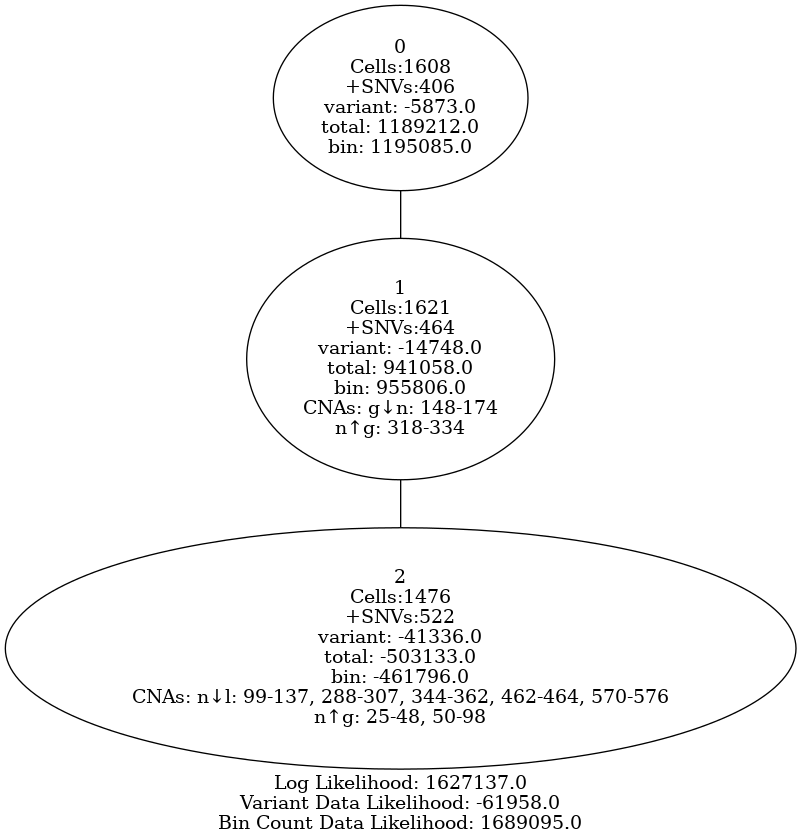 0
Cells:1608
+SNVs:406
variant: -5873.0
total: 1189212.0
bin: 1195085.0
1
Cells:1621
+SNVs:464
variant: -14748.0
total: 941058.0
bin: 955806.0
CNAs: g↓n: 148-174
n↑g: 318-334
2
Cells:1476
+SNVs:522
variant: -41336.0
total: -503133.0
bin: -461796.0
CNAs: n↓l: 99-137, 288-307, 344-362, 462-464, 570-576
n↑g: 25-48, 50-98
Log Likelihood: 1627137.0
Variant Data Likelihood: -61958.0
Bin Count Data Likelihood: 1689095.0